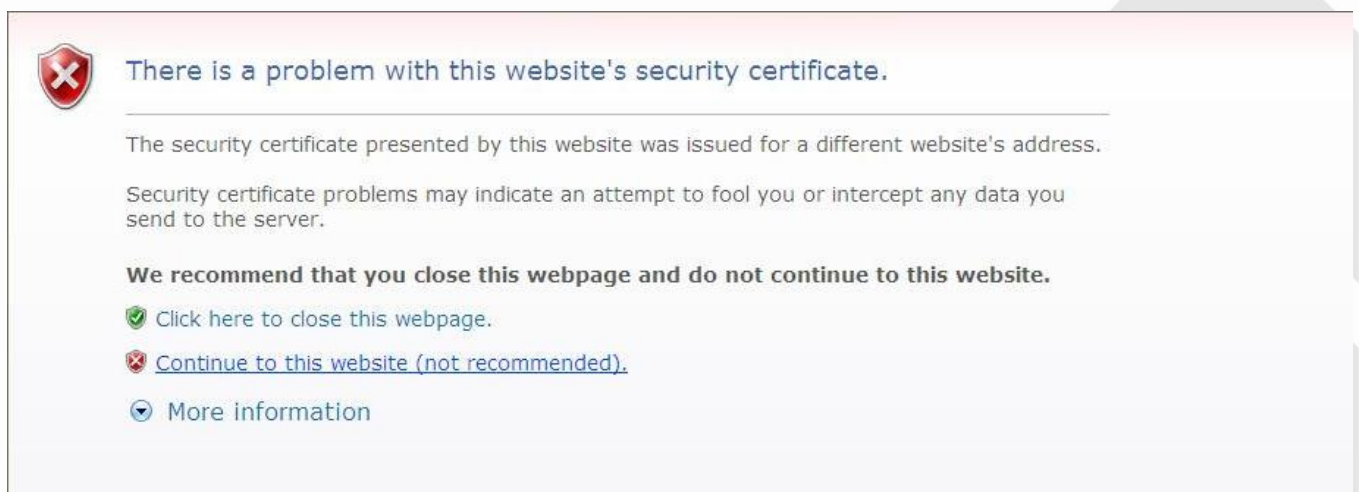 There is a problem with this website's security certificate.
The security certificate presented by this website was issued for a different website's address.
Security certificate problems may indicate an attempt to fool you or intercept any data you
send to the server.
We recommend that you close this webpage and do not continue to this website.
Click here to close this webpage.
Continue to this website (not recommended).
More information